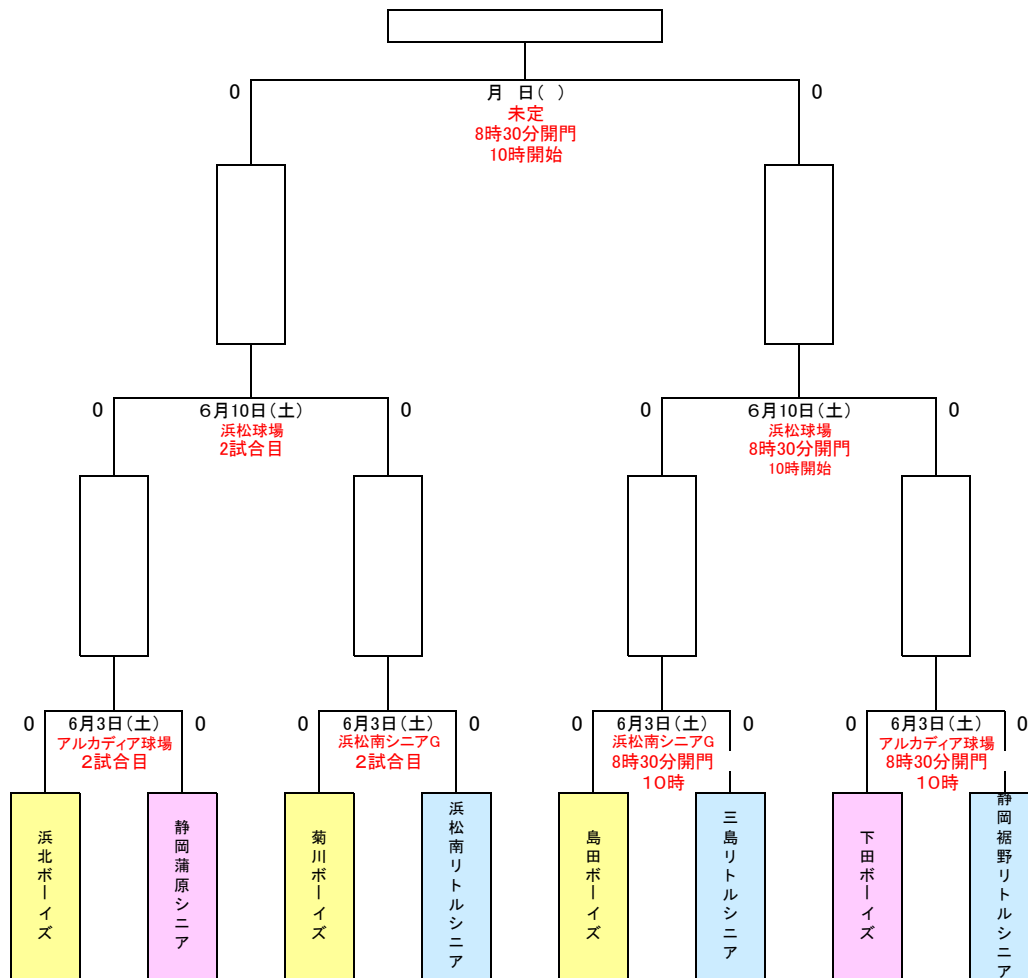 0
月 日( )
0
未定
8時30分開門
10時開始
0
6月10日(土)
0
浜松球場
2試合目
0
6月10日(土)
0
浜松球場
8時30分開門
10時開始
0
6月3日(土)
0
アルカディア球場
2試合目
0
6月3日(土)
0
浜松南シニアG
2試合目
0
6月3日(土)
0
浜松南シニアG
8時30分開門
10時
0
6月3日(土)
0
アルカディア球場
8時30分開門
10時
浜北ボーイズ
静岡蒲原シニア
菊川ボーイズ
浜松南リトルシニア
島田ボーイズ
三島リトルシニア
下田ボーイズ
静岡裾野リトルシニア